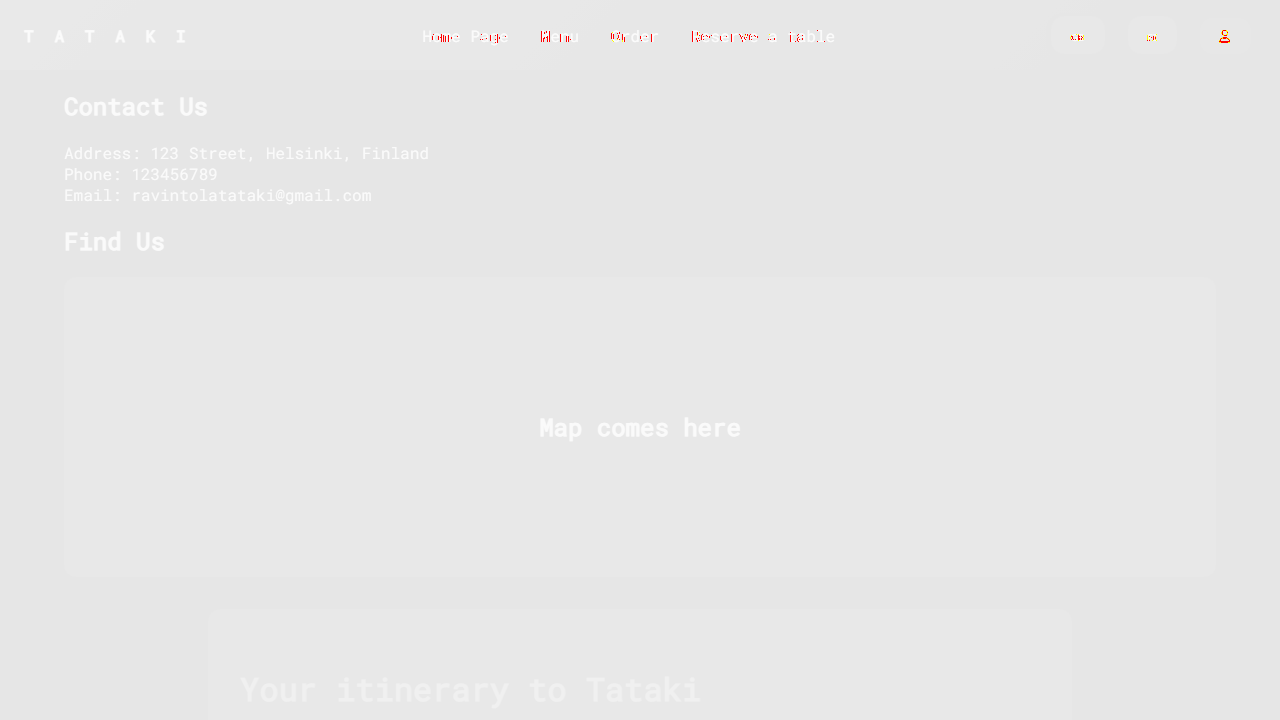 TATAKI
Home Page Menu Order Reserve a table
Contact Us
Address: 123 Street, Helsinki, Finland
Phone: 123456789
Email: ravintolatataki@gmail.com
Find Us
Map comes here
Your itinerary to Tataki